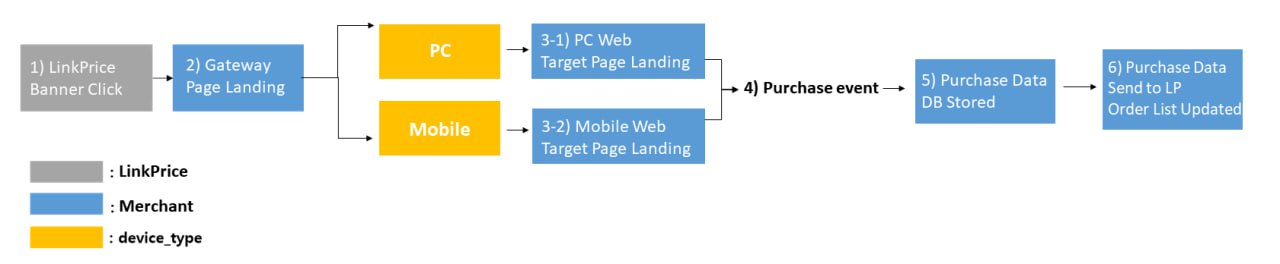 1) LinkPrice
Banner Click
2) Gateway
Page Landing
PC
Mobile
3-1) PC Web
Target Page Landing
3-2) Mobile Web
Target Page Landing
4) Purchase event
5) Purchase Data
DB Stored
6) Purchase Data
Send to LP
Order List Updated
: LinkPrice
: Merchant
: device_type